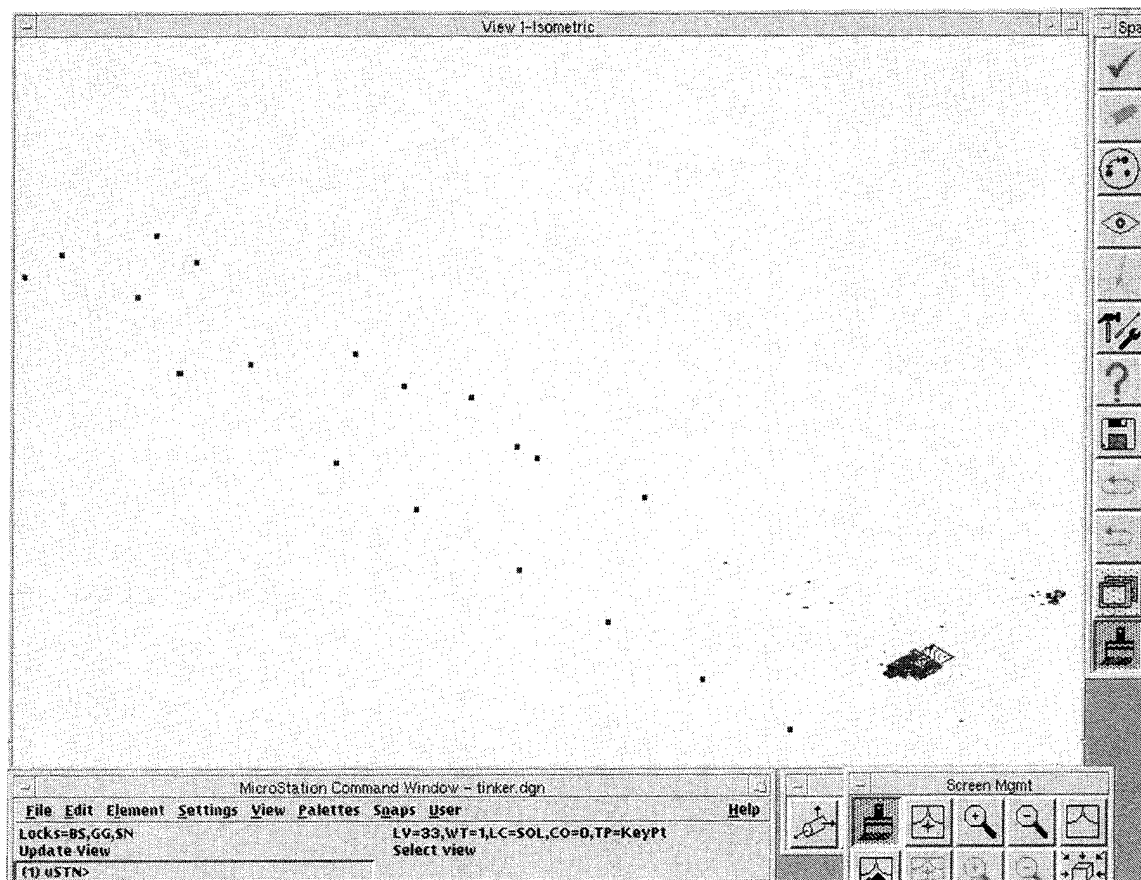 View 1-Isometric
Spa
MicroStation Command Window - tinker.dgn
File Edit Element Settings View Palettes Snaps User Help
Locks=BS,GG,SN LV=33,WT=1,LC=SOL,CO=0,TP=KeyPt
Update View Select view
(1) uSTN>
Screen Mgmt